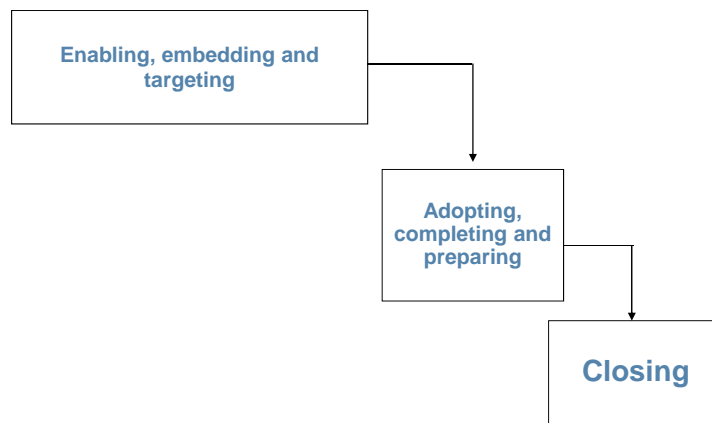 Enabling, embedding and
targeting
Adopting,
completing and
preparing
Closing